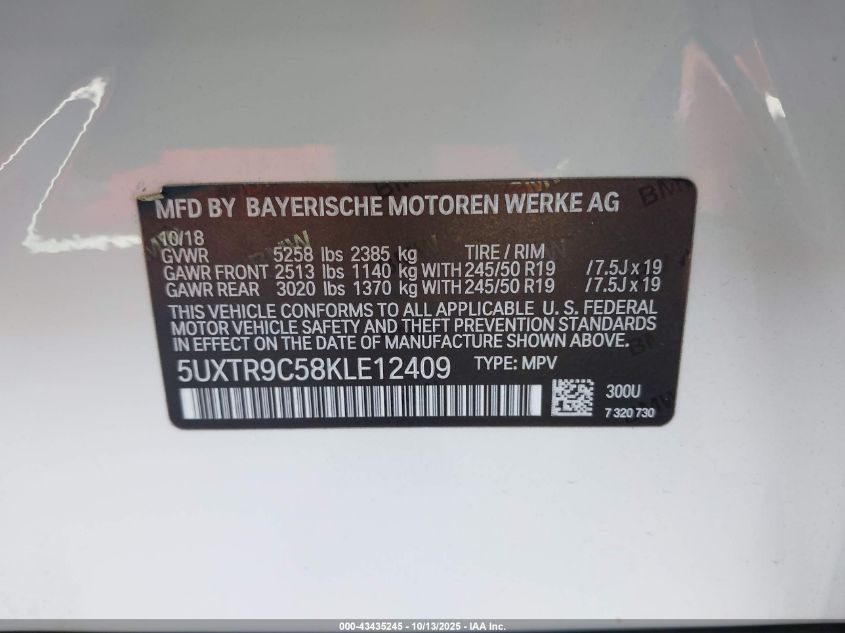 MFD BY BAYERISCHE MOTOREN WERKE AG
10/18
GVWR 5258 lbs 2385 kg TIRE / RIM
GAWR FRONT 2513 lbs 1140 kg WITH 245/50 R19 / 7.5J x 19
GAWR REAR 3020 lbs 1370 kg WITH 245/50 R19 / 7.5J x 19
THIS VEHICLE CONFORMS TO ALL APPLICABLE U. S. FEDERAL
MOTOR VEHICLE SAFETY AND THEFT PREVENTION STANDARDS
IN EFFECT ON THE DATE OF MANUFACTURE SHOWN ABOVE.
5UXTR9C58KLE12409 TYPE: MPV
300U
7 320 730
000-43435245 - 10/13/2025 - IAA Inc.